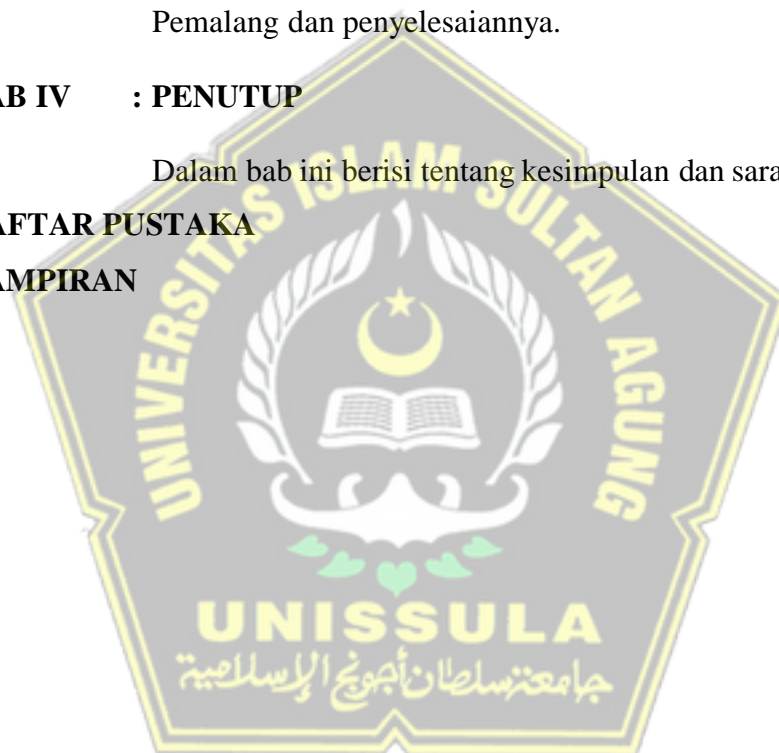 Pemalang dan penyelesaiannya.
AB IV : PENUTUP
Dalam bab ini berisi tentang kesimpulan dan sara
AFTAR PUSTAKA
AMPIRAN
UNIVERSITAS ISLAM SULTAN AGUNG
UNISSULA
جامعة سلطان أجونج الإسلامية